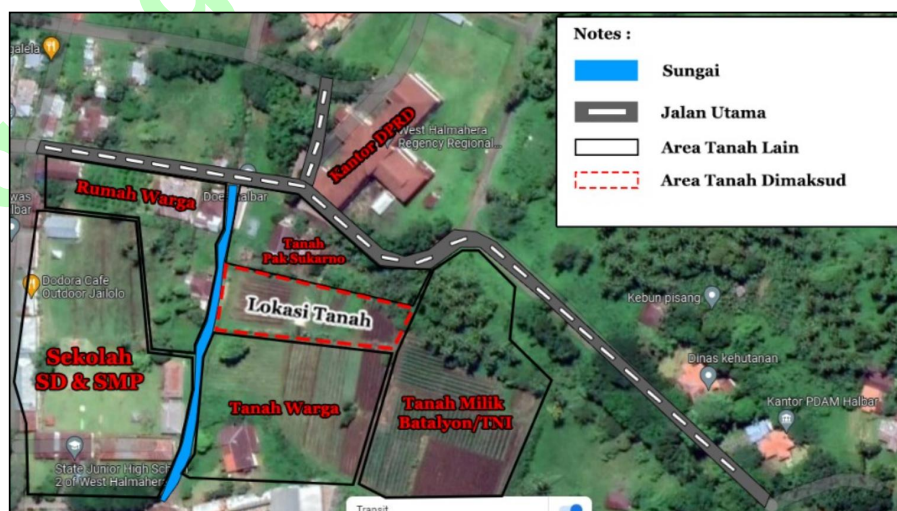 Notes :
Sungai
Jalan Utama
Area Tanah Lain
Area Tanah Dimaksud
Kantor DPRD
West Halmahera
Regency Regional...
Rumah Warga
Tanah
Pak Sukarno
Dodora Cafe
Outdoor Jailolo
Lokasi Tanah
Kebun pisang
Dinas kehutanan
Kantor PDAM Halbar
Sekolah
SD & SMP
Tanah Warga
Tanah Milik
Batalyon/TNI
State Junior High Sch
2 of West Halmahera
Transit